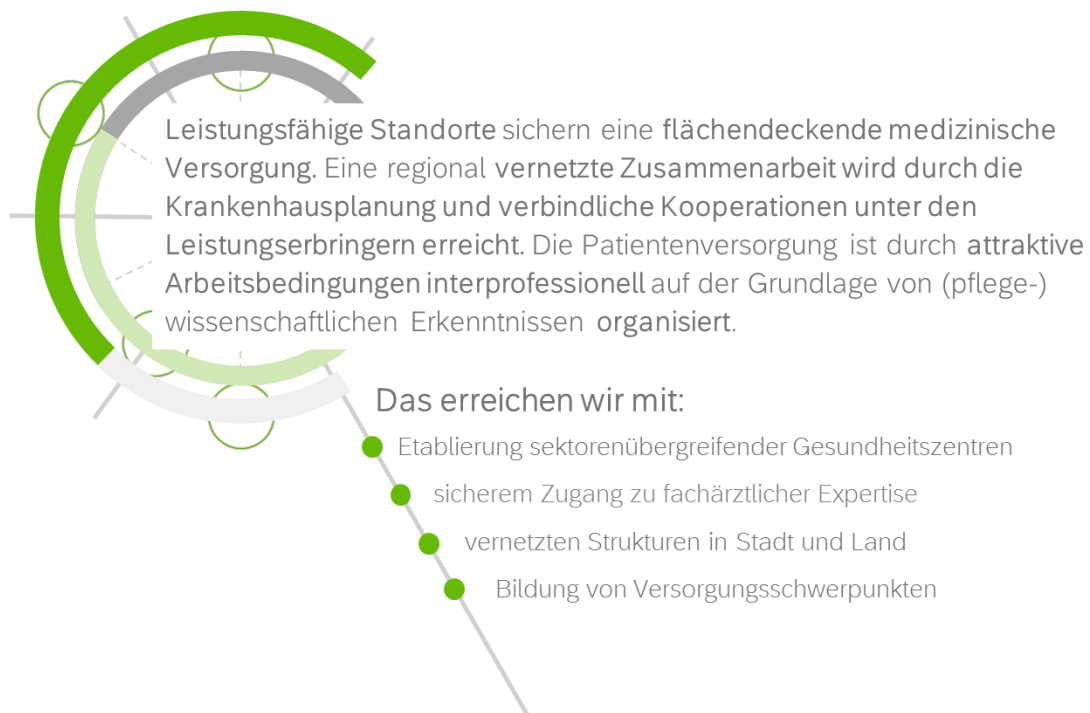 Leistungsfähige Standorte sichern eine flächendeckende medizinische
Versorgung. Eine regional vernetzte Zusammenarbeit wird durch die
Krankenhausplanung und verbindliche Kooperationen unter den
Leistungserbringern erreicht. Die Patientenversorgung ist durch attraktive
Arbeitsbedingungen interprofessionell auf der Grundlage von (pflege-)
wissenschaftlichen Erkenntnissen organisiert.
Das erreichen wir mit:
Etablierung sektorenübergreifender Gesundheitszentren
sicherem Zugang zu fachärztlicher Expertise
vernetzten Strukturen in Stadt und Land
Bildung von Versorgungsschwerpunkten